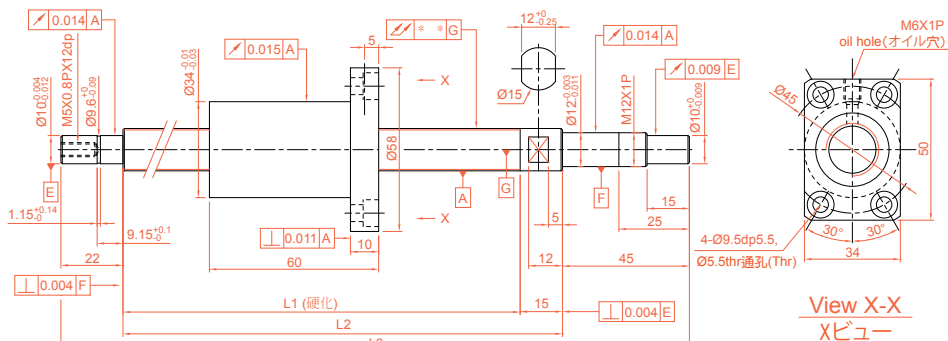 0.014 A
0.015 A
5
* * G
12 +0 -0.25
0.014 A
M6X1P
oil hole(オイル穴)
0.009 E
X
Ø10 -0.004 -0.012
M5X0.8PX12dp
Ø9.6 +0 -0.09
Ø34 -0.01 -0.03
Ø58
Ø15
Ø12 -0.003 -0.011
M12X1P
Ø10 +0 -0.009
Ø45
50
E
A
G
F
X
1.15 +0.14 -0
9.15 +0.1 -0
22
0.011 A
10
60
5
12
15
25
45
4-Ø9.5dp5.5,
Ø5.5thr通孔(Thr)
30°
30°
34
0.004 F
L1 (硬化)
15
0.004 E
L2
View X-X
Xビュー